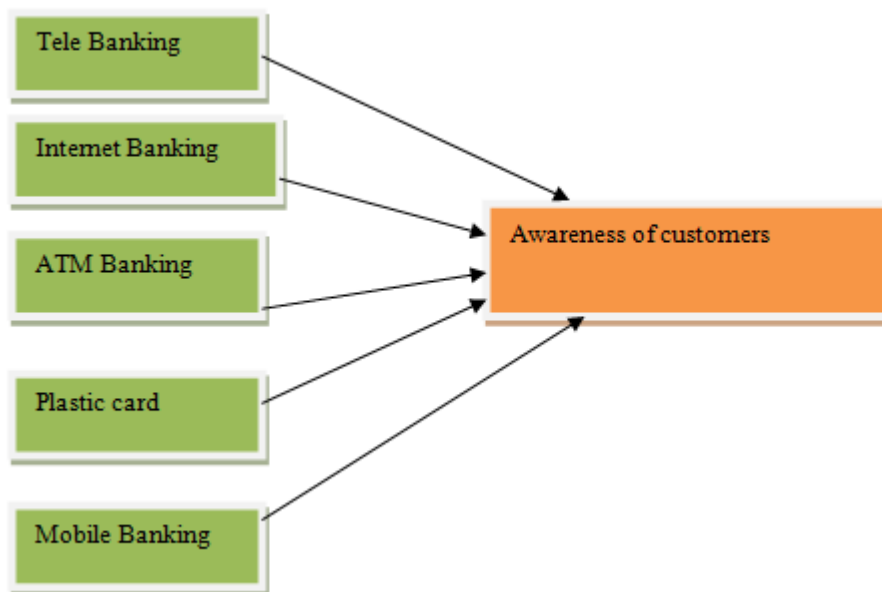 Tele Banking
Internet Banking
ATM Banking
Awareness of customers
Plastic card
Mobile Banking